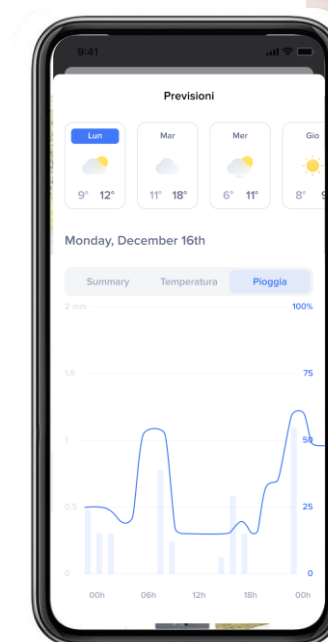 9:41
Previsioni
Lun Mar Mer Gio
9° 12° 11° 18° 6° 11° 8°
Monday, December 16th
Summary Temperatura Pioggia
2 mm 100%
1.5 75
1 50
0.5 25
0 0
00h 06h 12h 18h 00h